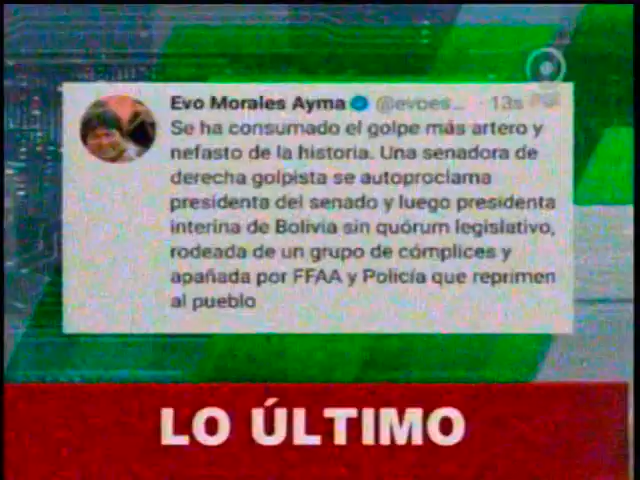 Evo Morales Ayma @evoes... · 13s
Se ha consumado el golpe más artero y
nefasto de la historia. Una senadora de
derecha golpista se autoproclama
presidenta del senado y luego presidenta
interina de Bolivia sin quórum legislativo,
rodeada de un grupo de cómplices y
apañada por FFAA y Policía que reprimen
al pueblo
LO ÚLTIMO